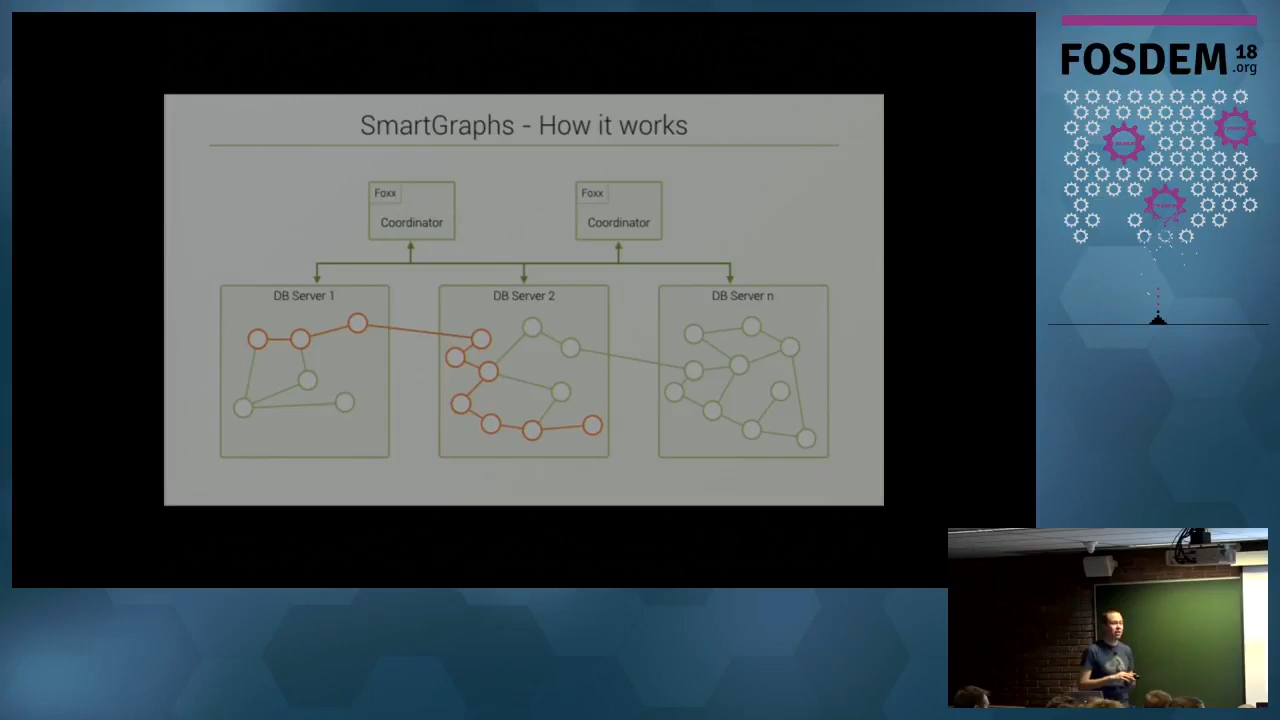 SmartGraphs - How it works
Foxx
Coordinator
Foxx
Coordinator
DB Server 1
DB Server 2
DB Server n
FOSDEM 18
.org